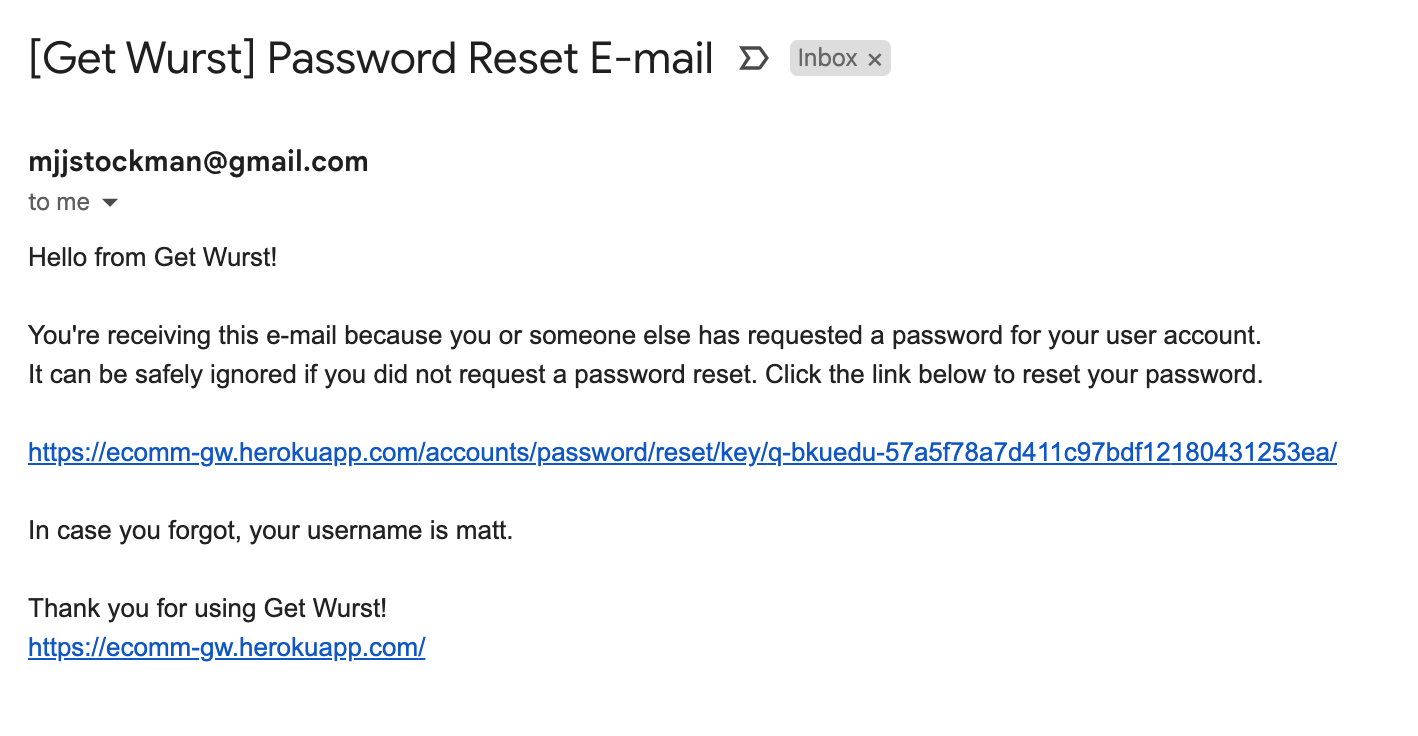 [Get Wurst] Password Reset E-mail Inbox ×
mjjstockman@gmail.com
to me
Hello from Get Wurst!
You're receiving this e-mail because you or someone else has requested a password for your user account.
It can be safely ignored if you did not request a password reset. Click the link below to reset your password.
https://ecomm-gw.herokuapp.com/accounts/password/reset/key/q-bkuedu-57a5f78a7d411c97bdf12180431253ea/
In case you forgot, your username is matt.
Thank you for using Get Wurst!
https://ecomm-gw.herokuapp.com/